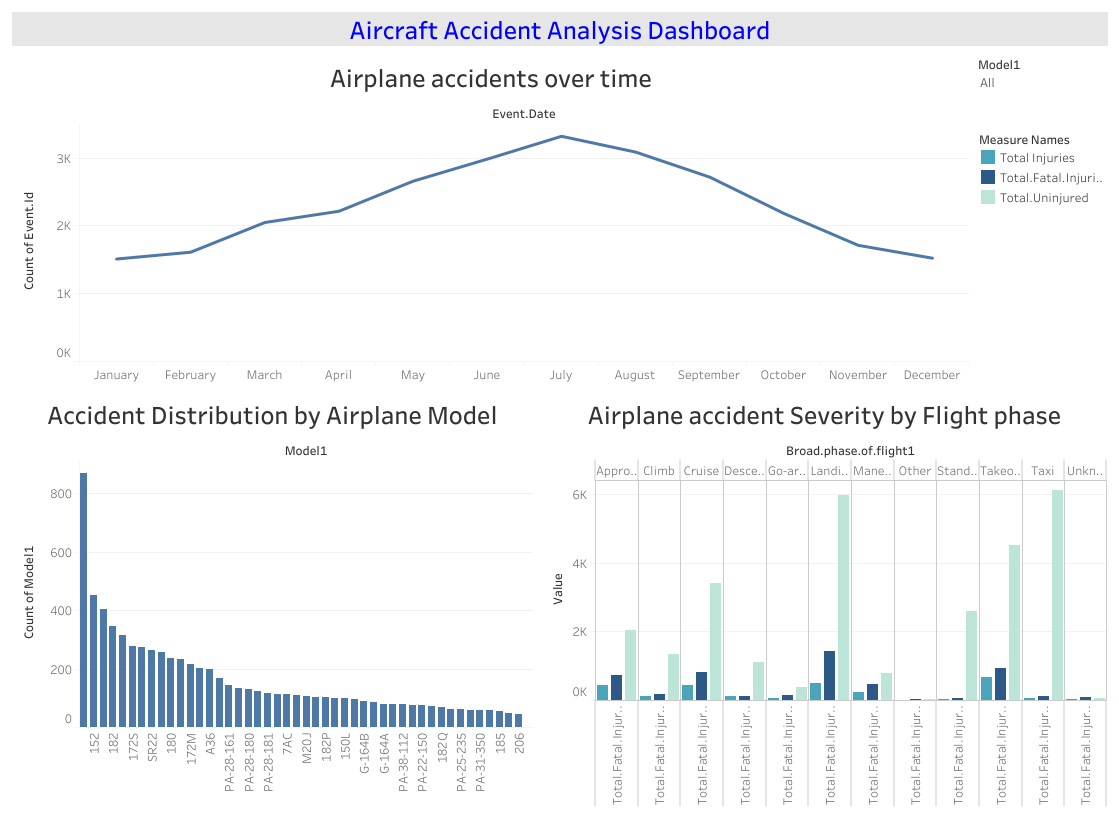 Aircraft Accident Analysis Dashboard
Airplane accidents over time
Event.Date
Count of Event.Id
3K
2K
1K
0K
January February March April May June July August September October November December
Model1
All
Measure Names
Total Injuries
Total.Fatal.Injuri..
Total.Uninjured
Accident Distribution by Airplane Model
Model1
Count of Model1
800
600
400
200
0
152 182 172S SR22 180 172M A36 PA-28-161 PA-28-180 PA-28-181 7AC M20J 182P 150L G-164B G-164A PA-38-112 PA-22-150 182Q PA-25-235 PA-31-350 185 206
Airplane accident Severity by Flight phase
Broad.phase.of.flight1
Appro.. Climb Cruise Desce.. Go-ar.. Landi.. Mane.. Other Stand.. Takeo.. Taxi Unkn..
Value
6K
4K
2K
0K
Total.Fatal.Injur.. Total.Fatal.Injur.. Total.Fatal.Injur.. Total.Fatal.Injur.. Total.Fatal.Injur.. Total.Fatal.Injur.. Total.Fatal.Injur.. Total.Fatal.Injur.. Total.Fatal.Injur.. Total.Fatal.Injur.. Total.Fatal.Injur.. Total.Fatal.Injur..